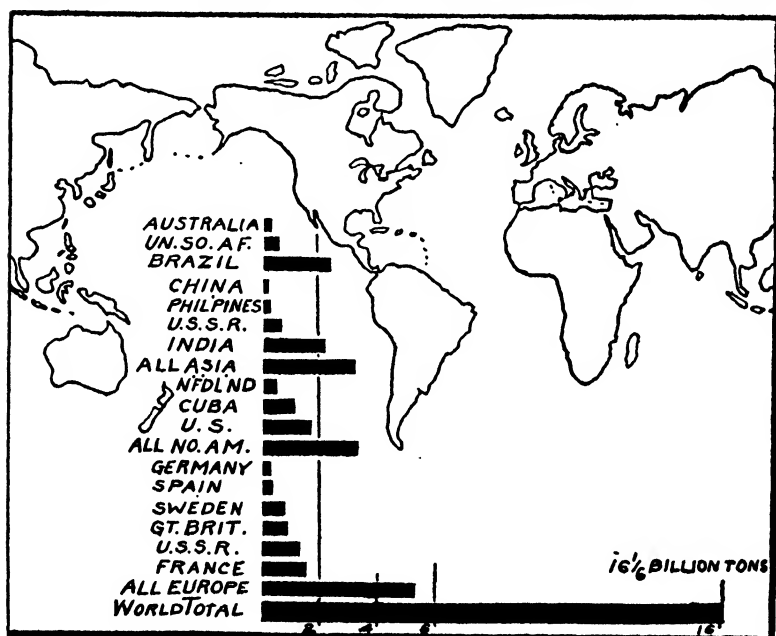 AUSTRALIA
UN. SO. AF.
BRAZIL
CHINA
PHILPINES
U.S.S.R.
INDIA
ALL ASIA
NFDL'ND
CUBA
U. S.
ALL NO. AM.
GERMANY
SPAIN
SWEDEN
GT. BRIT.
U.S.S.R.
FRANCE
16 1/6 BILLION TONS
ALL EUROPE
WORLD TOTAL
2 4 6 16